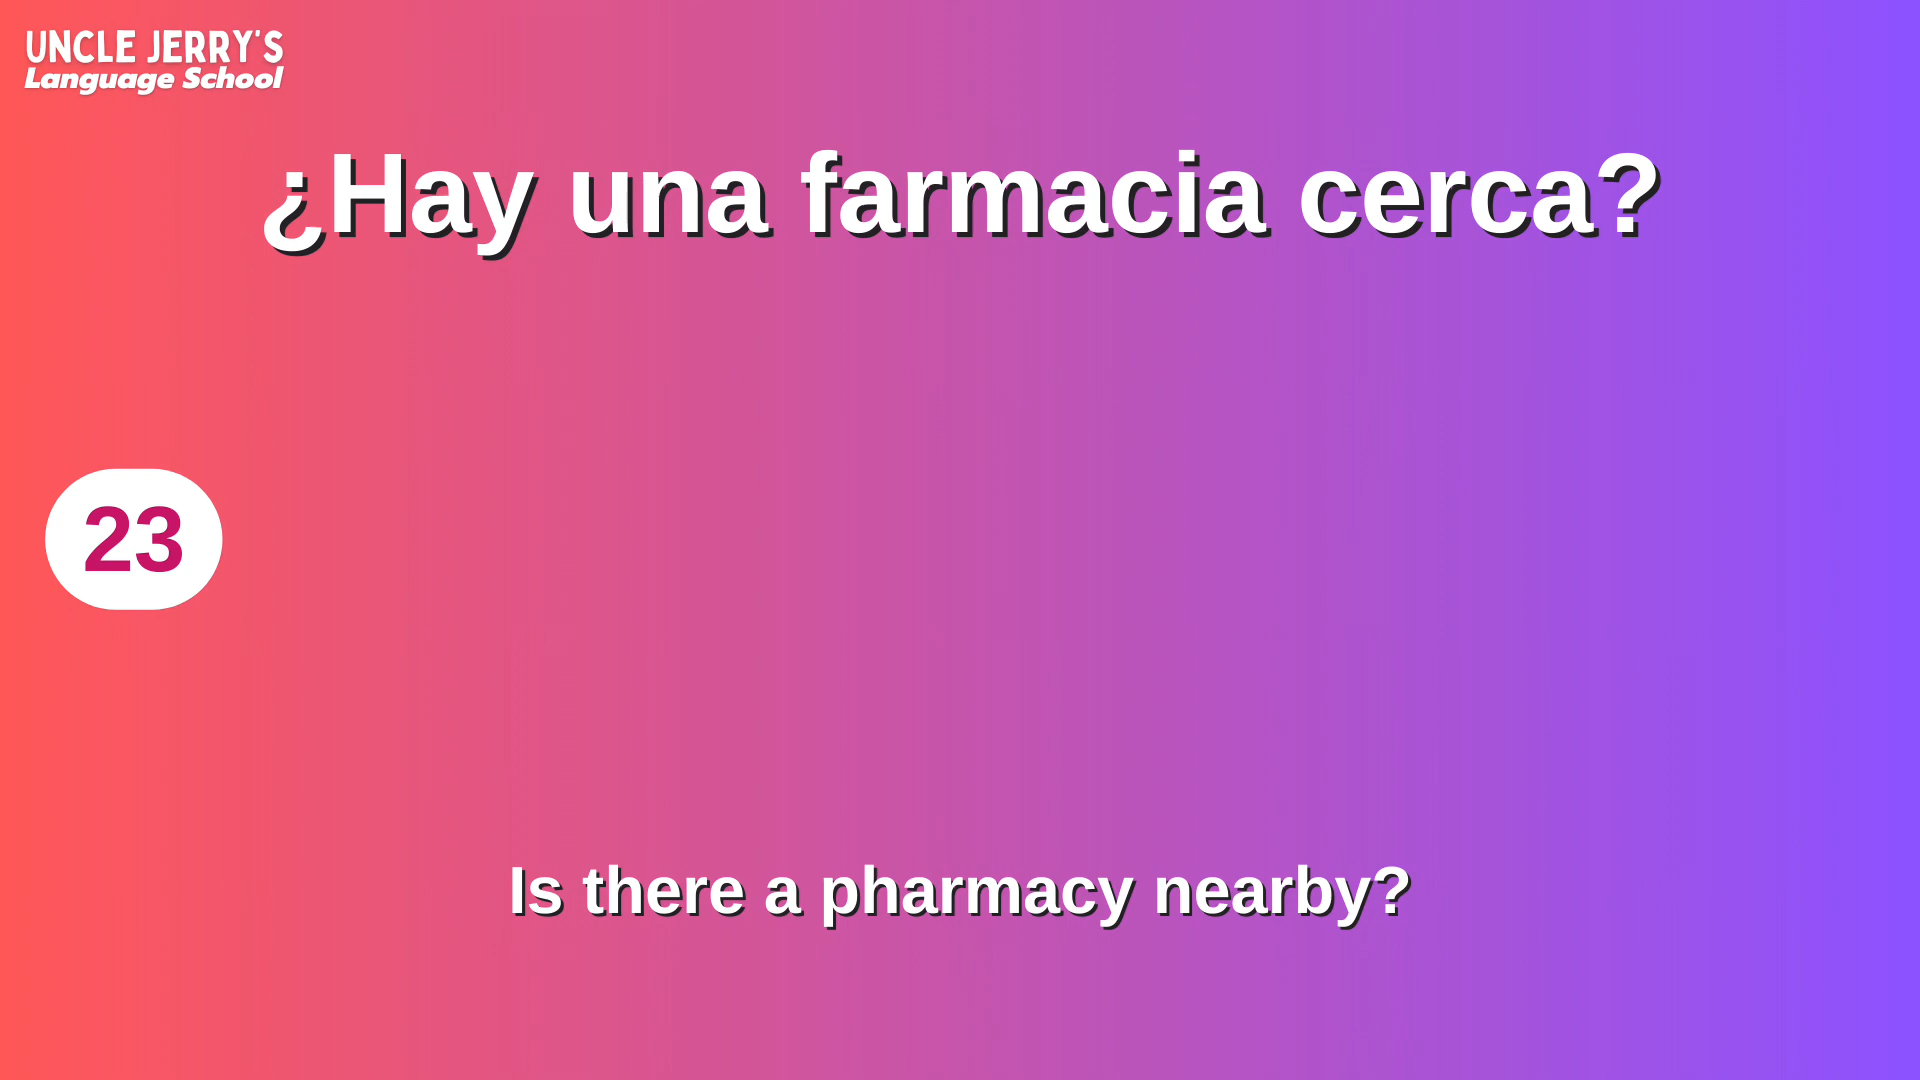 UNCLE JERRY'S
Language School
¿Hay una farmacia cerca?
23
Is there a pharmacy nearby?